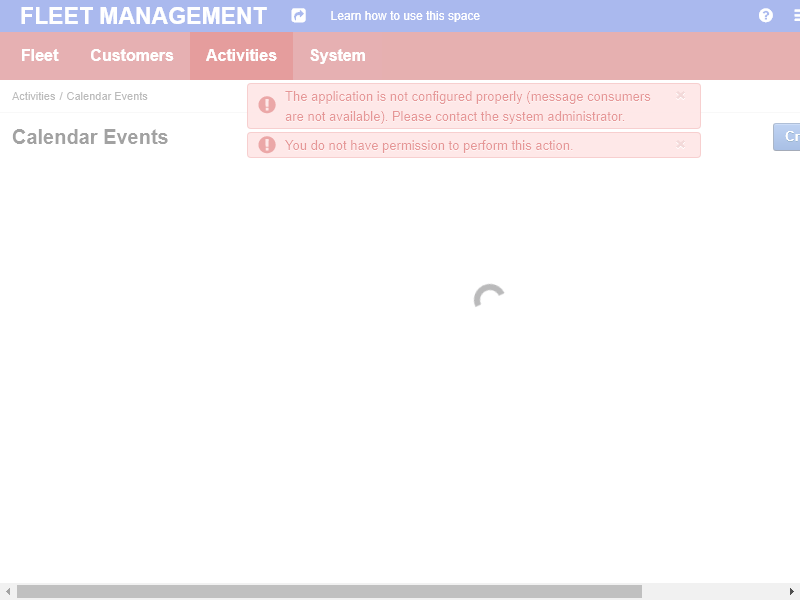 FLEET MANAGEMENT
Learn how to use this space
Fleet
Customers
Activities
System
Activities / Calendar Events
The application is not configured properly (message consumers
are not available). Please contact the system administrator.
×
You do not have permission to perform this action.
×
Calendar Events
Cr